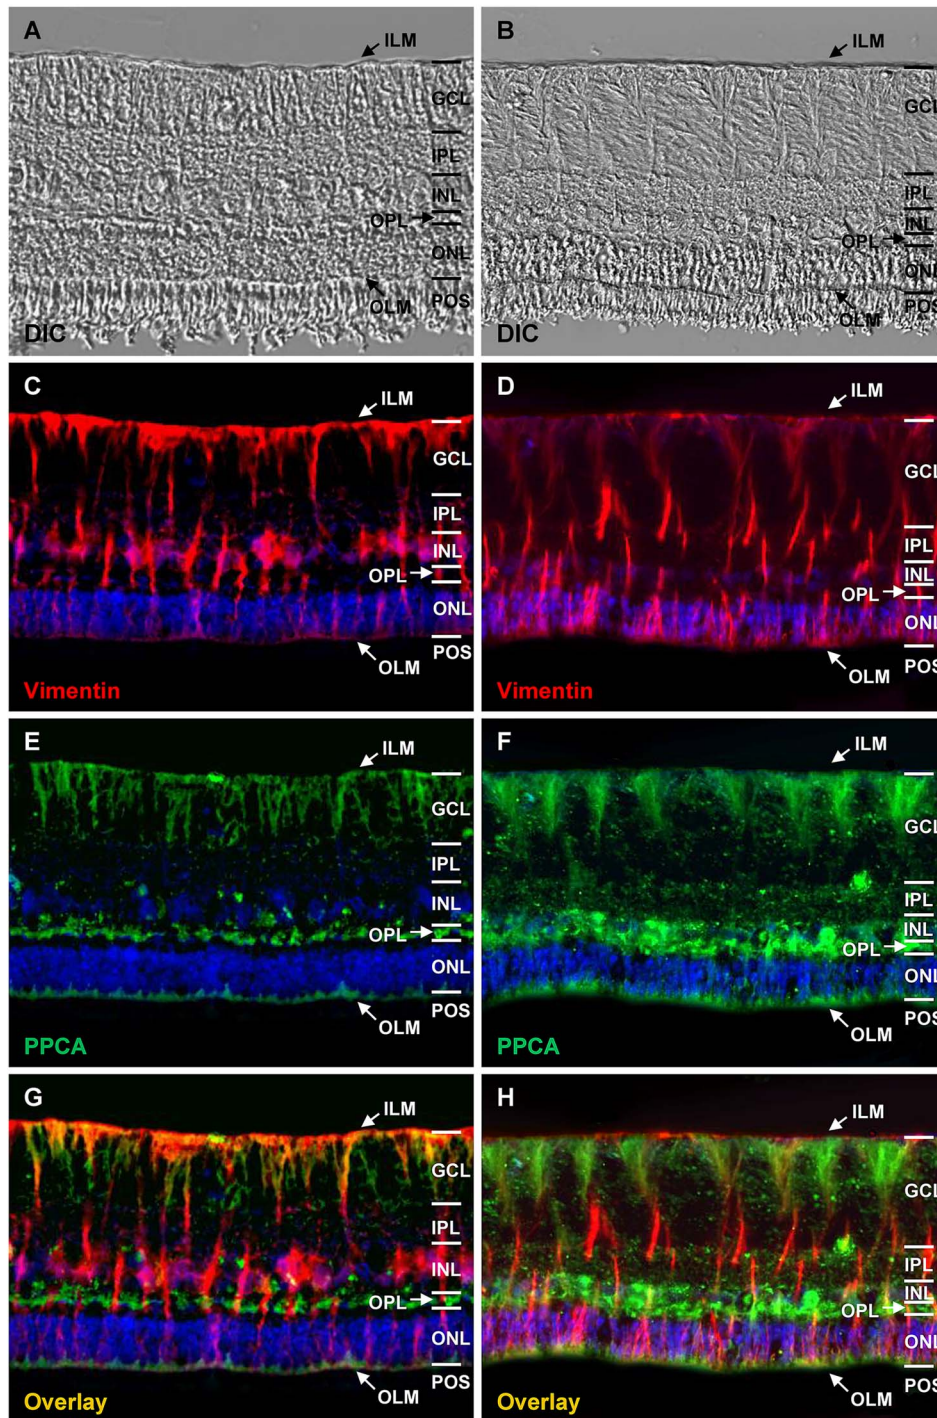 A
ILM
GCL
IPL
INL
OPL
ONL
POS
OLM
DIC
B
ILM
GCL
IPL
INL
OPL
ONL
POS
OLM
DIC
C
ILM
GCL
IPL
INL
OPL
ONL
POS
OLM
Vimentin
D
ILM
GCL
IPL
INL
OPL
ONL
POS
OLM
Vimentin
E
ILM
GCL
IPL
INL
OPL
ONL
POS
OLM
PPCA
F
ILM
GCL
IPL
INL
OPL
ONL
POS
OLM
PPCA
G
ILM
GCL
IPL
INL
OPL
ONL
POS
OLM
Overlay
H
ILM
GCL
IPL
INL
OPL
ONL
POS
OLM
Overlay